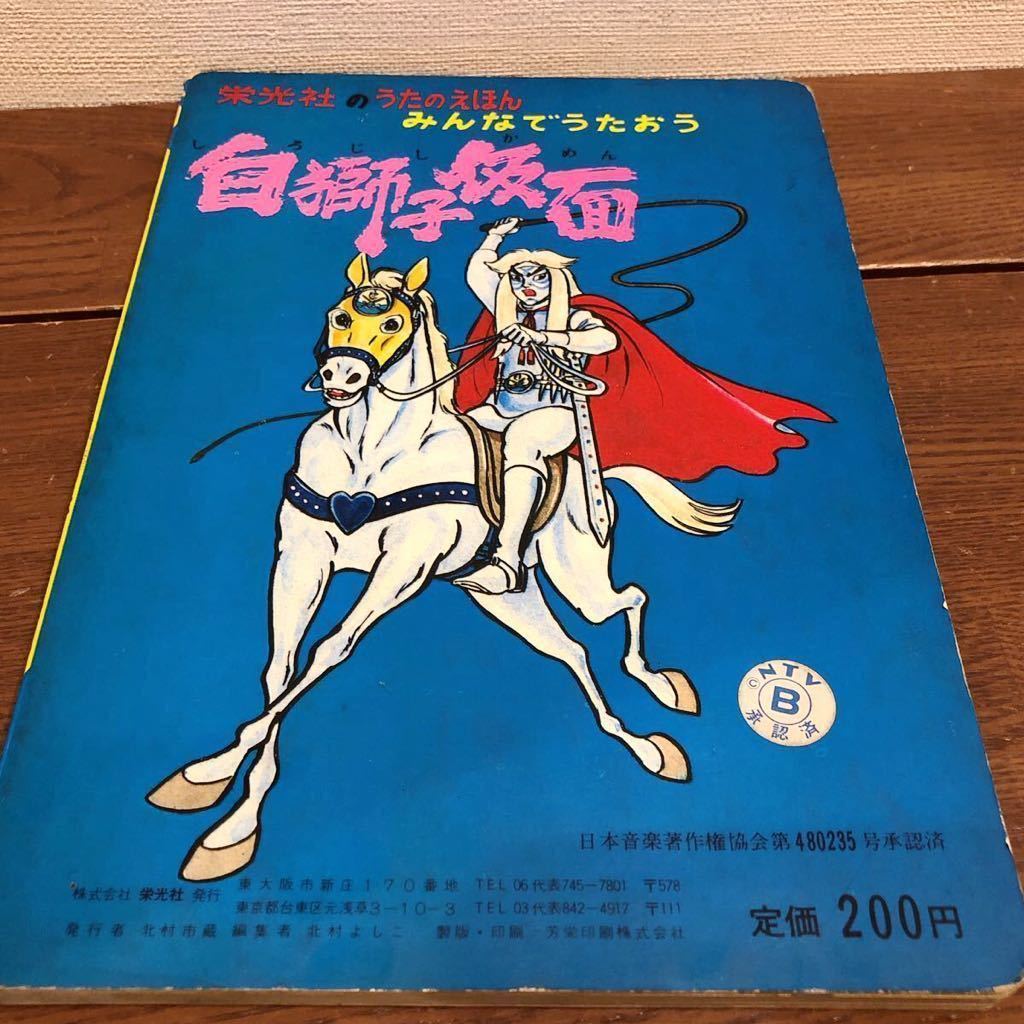 栄光社のうたのえほん
みんなでうたおう
しろじしかめん
白獅子仮面
©NTV
B
承認済
日本音楽著作権協会第480235号承認済
株式会社 栄光社 発行
東大阪市新庄170番地 TEL 06代表745-7801 〒578
東京都台東区元浅草3-10-3 TEL 03代表842-4917 〒111
発行者 北村市蔵 編集者 北村よしこ 製版・印刷 芳栄印刷株式会社
定価 200円